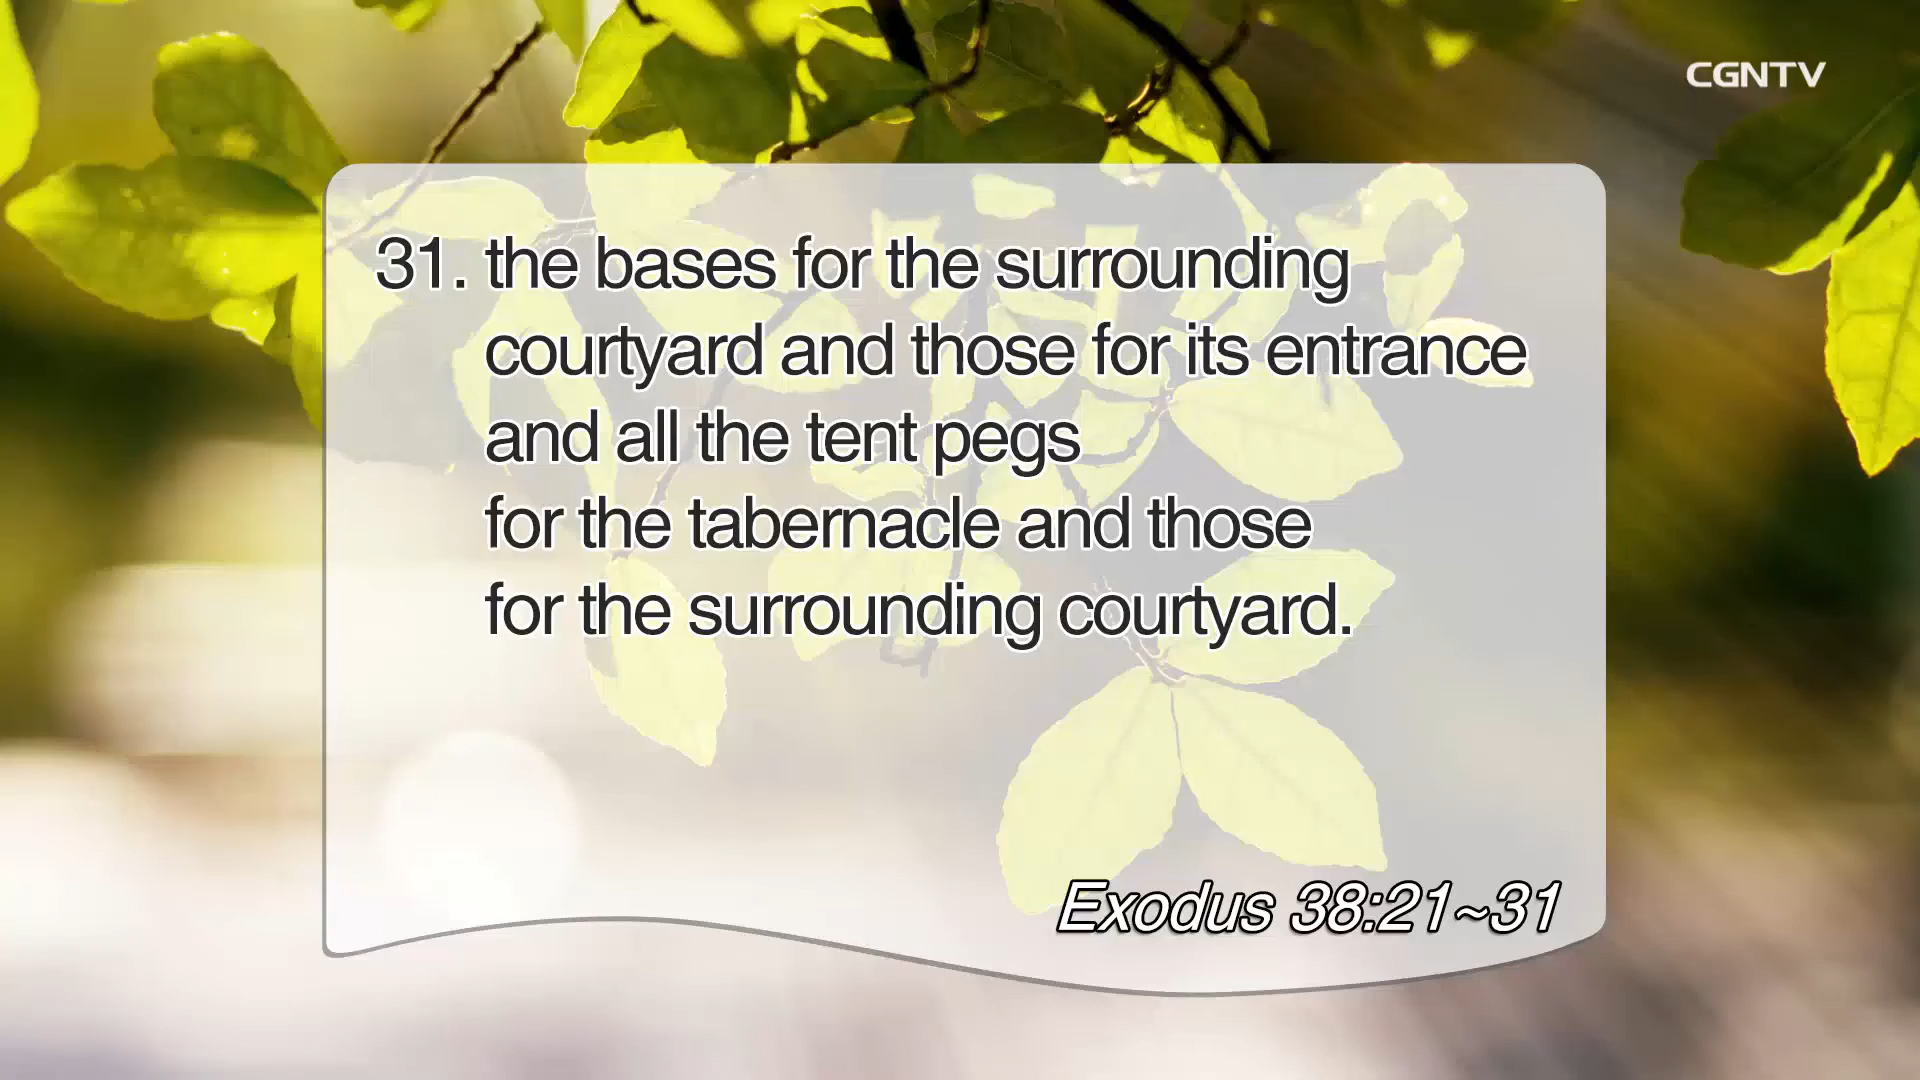 CGNTV
31. the bases for the surrounding
courtyard and those for its entrance
and all the tent pegs
for the tabernacle and those
for the surrounding courtyard.
Exodus 38:21~31